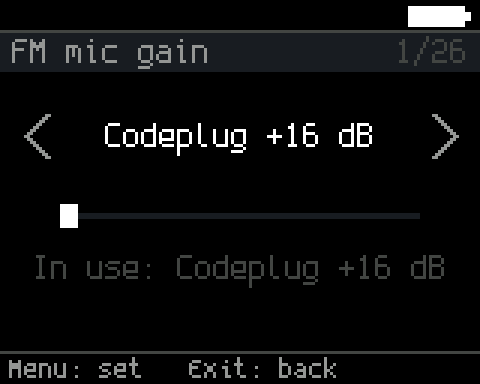 FM mic gain 1/26
Codeplug +16 dB
In use: Codeplug +16 dB
Menu: set Exit: back